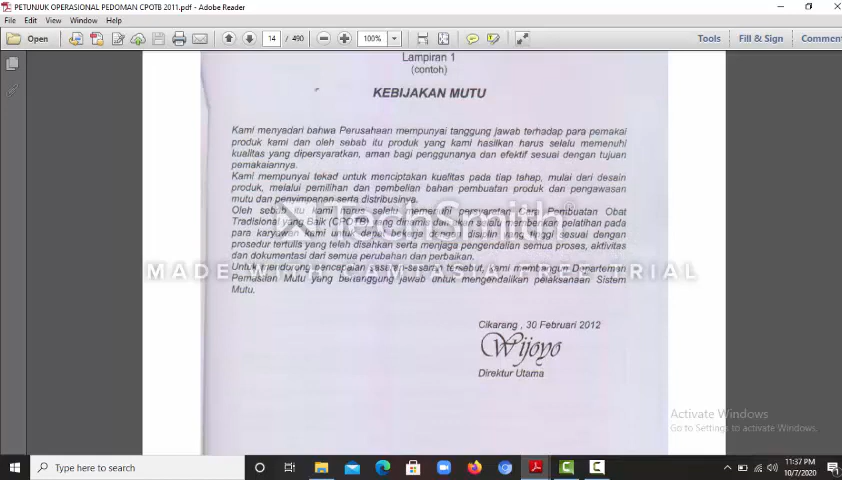 PETUNJUK OPERASIONAL PEDOMAN CPOTB 2011.pdf - Adobe Reader
File Edit View Window Help
Open 14 / 490 100% Tools Fill & Sign Comment
Lampiran 1
(contoh)
KEBIJAKAN MUTU
Kami menyadari bahwa Perusahaan mempunyai tanggung jawab terhadap para pemakai
produk kami dan oleh sebab itu produk yang kami hasilkan harus selalu memenuhi
kualitas yang dipersyaratkan, aman bagi penggunanya dan efektif sesuai dengan tujuan
pemakaiannya.
Kami mempunyai tekad untuk menciptakan kualitas pada tiap tahap, mulai dari desain
produk, melalui pemilihan dan pembelian bahan pembuatan produk dan pengawasan
mutu dan penyimpanan serta distribusinya.
Oleh sebab itu kami harus selalu memenuhi persyaratan Cara Pembuatan Obat
Tradisional yang Baik (CPOTB) yang dinamis dan akan selalu memberikan pelatihan pada
para karyawan kami untuk dapat bekerja dengan disiplin yang tinggi sesuai dengan
prosedur tertulis yang telah disahkan serta menjaga pengendalian semua proses, aktivitas
dan dokumentasi dari semua perubahan dan perbaikan.
Untuk mendorong pencapaian sasaran-sasaran tersebut, kami membangun Departemen
Pemastian Mutu yang bertanggung jawab untuk mengendalikan pelaksanaan Sistem
Mutu.
TechSmith®
MADE WITH CAMTASIA FREE TRIAL
Cikarang , 30 Februari 2012
Wijoyo
Direktur Utama
Activate Windows
Go to Settings to activate Windows.
Type here to search
11:37 PM
10/7/2020